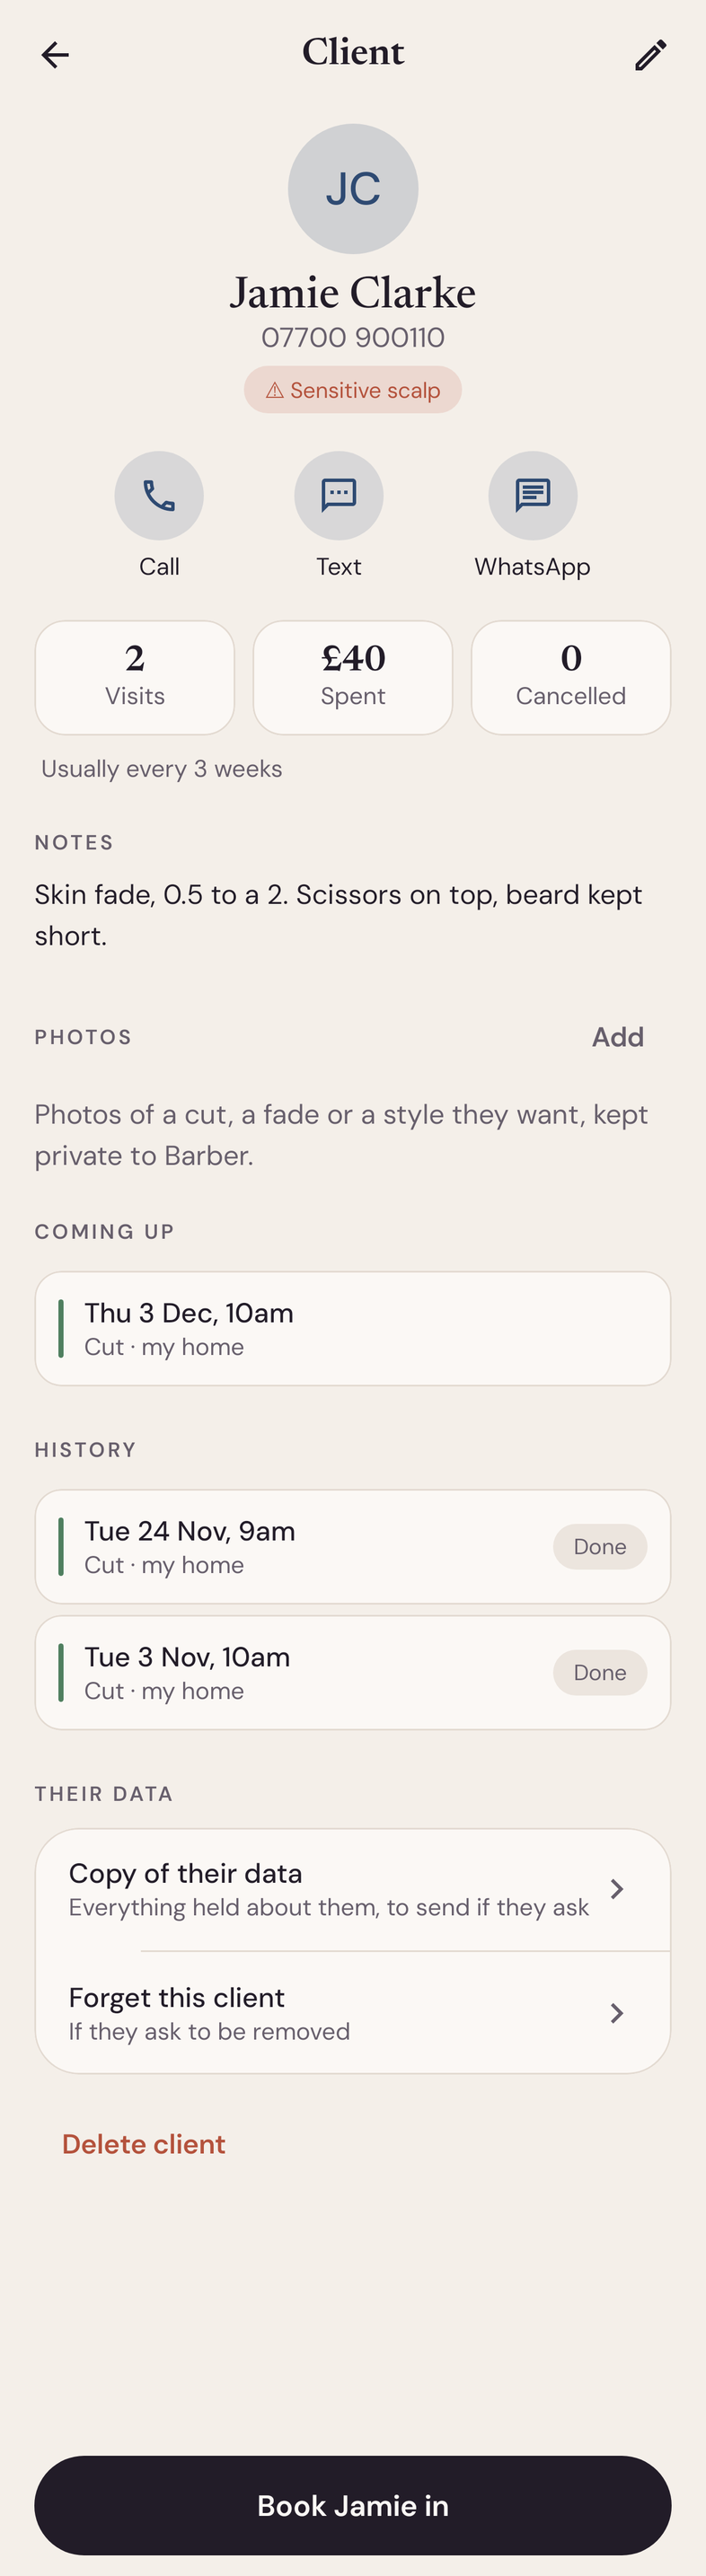 Client
JC
Jamie Clarke
07700 900110
⚠ Sensitive scalp
Call
Text
WhatsApp
2
Visits
£40
Spent
0
Cancelled
Usually every 3 weeks
NOTES
Skin fade, 0.5 to a 2. Scissors on top, beard kept
short.
PHOTOS
Add
Photos of a cut, a fade or a style they want, kept
private to Barber.
COMING UP
Thu 3 Dec, 10am
Cut · my home
HISTORY
Tue 24 Nov, 9am
Cut · my home
Done
Tue 3 Nov, 10am
Cut · my home
Done
THEIR DATA
Copy of their data
Everything held about them, to send if they ask
Forget this client
If they ask to be removed
Delete client
Book Jamie in